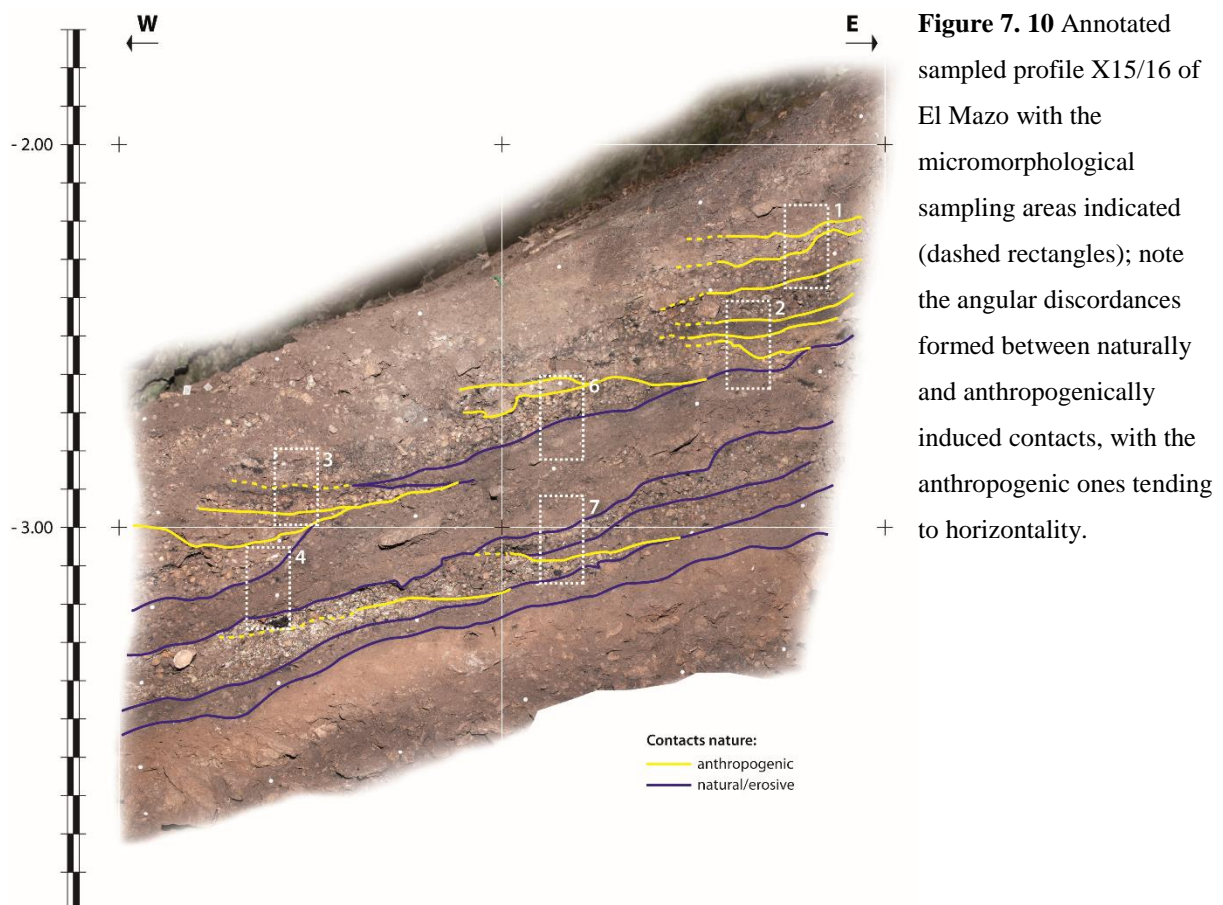 W
E
- 2.00
- 3.00
1
2
6
3
7
4
Contacts nature:
anthropogenic
natural/erosive
Figure 7. 10 Annotated
sampled profile X15/16 of
El Mazo with the
micromorphological
sampling areas indicated
(dashed rectangles); note
the angular discordances
formed between naturally
and anthropogenically
induced contacts, with the
anthropogenic ones tending
to horizontality.